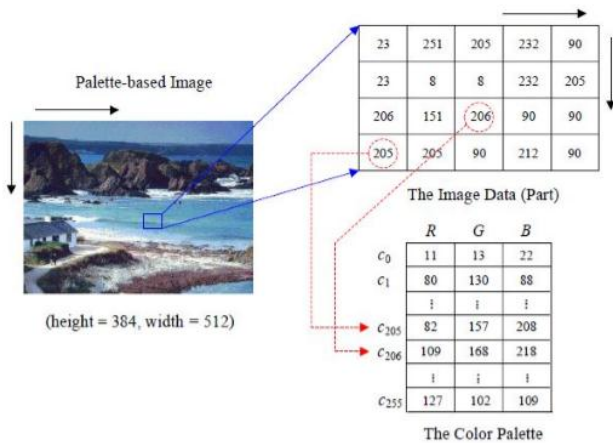 Palette-based Image
(height = 384, width = 512)
23 251 205 232 90
23 8 8 232 205
206 151 206 90 90
205 205 90 212 90
The Image Data (Part)
R G B
c0 11 13 22
c1 80 130 88
⋮ ⋮ ⋮
c205 82 157 208
c206 109 168 218
⋮ ⋮ ⋮
c255 127 102 109
The Color Palette